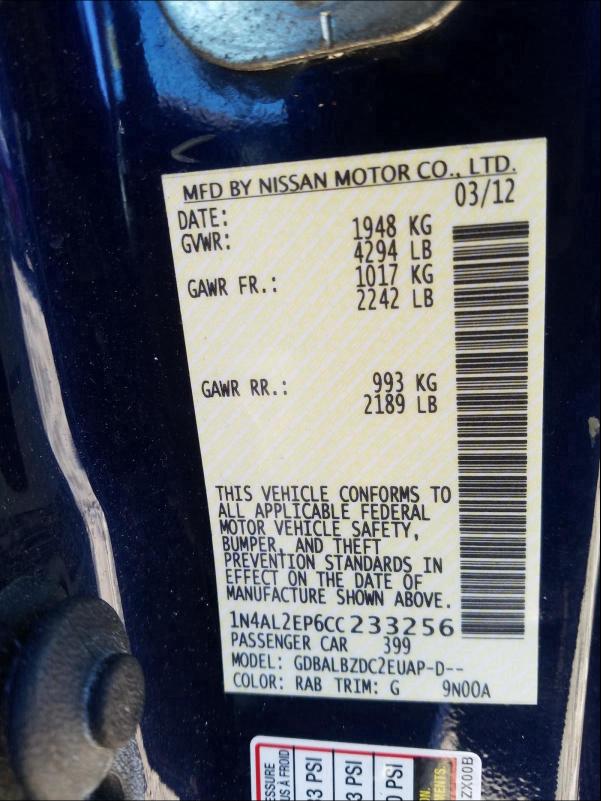 MFD BY NISSAN MOTOR CO., LTD.
DATE: 03/12
GVWR: 1948 KG
4294 LB
GAWR FR.: 1017 KG
2242 LB
GAWR RR.: 993 KG
2189 LB
THIS VEHICLE CONFORMS TO
ALL APPLICABLE FEDERAL
MOTOR VEHICLE SAFETY,
BUMPER, AND THEFT
PREVENTION STANDARDS IN
EFFECT ON THE DATE OF
MANUFACTURE SHOWN ABOVE.
1N4AL2EP6CC233256
PASSENGER CAR 399
MODEL: GDBALBZDC2EUAP-D--
COLOR: RAB TRIM: G 9N00A
PSI
PSI
PSI
ZX00B